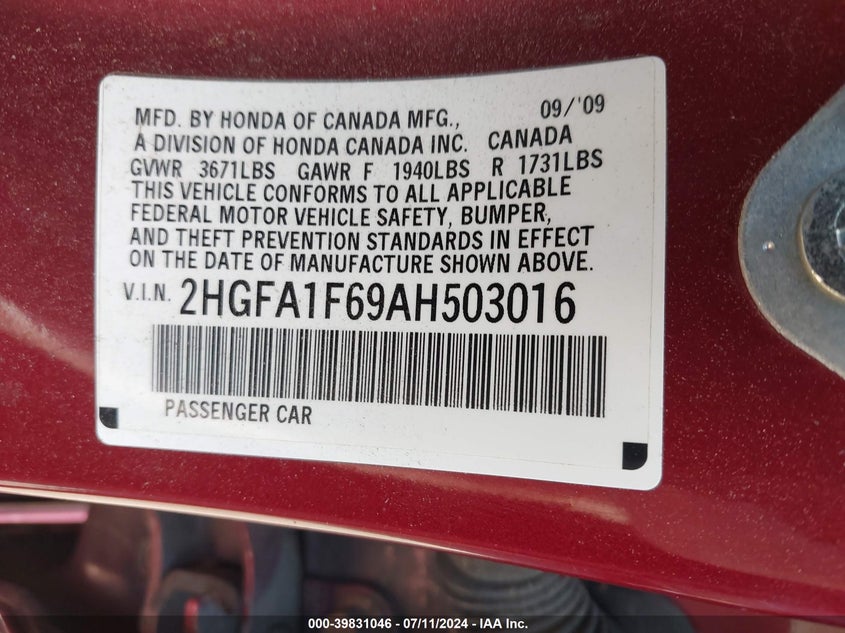 MFD. BY HONDA OF CANADA MFG., 09/'09
A DIVISION OF HONDA CANADA INC. CANADA
GVWR 3671LBS GAWR F 1940LBS R 1731LBS
THIS VEHICLE CONFORMS TO ALL APPLICABLE
FEDERAL MOTOR VEHICLE SAFETY, BUMPER,
AND THEFT PREVENTION STANDARDS IN EFFECT
ON THE DATE OF MANUFACTURE SHOWN ABOVE.
V.I.N. 2HGFA1F69AH503016
PASSENGER CAR
000-39831046 - 07/11/2024 - IAA Inc.